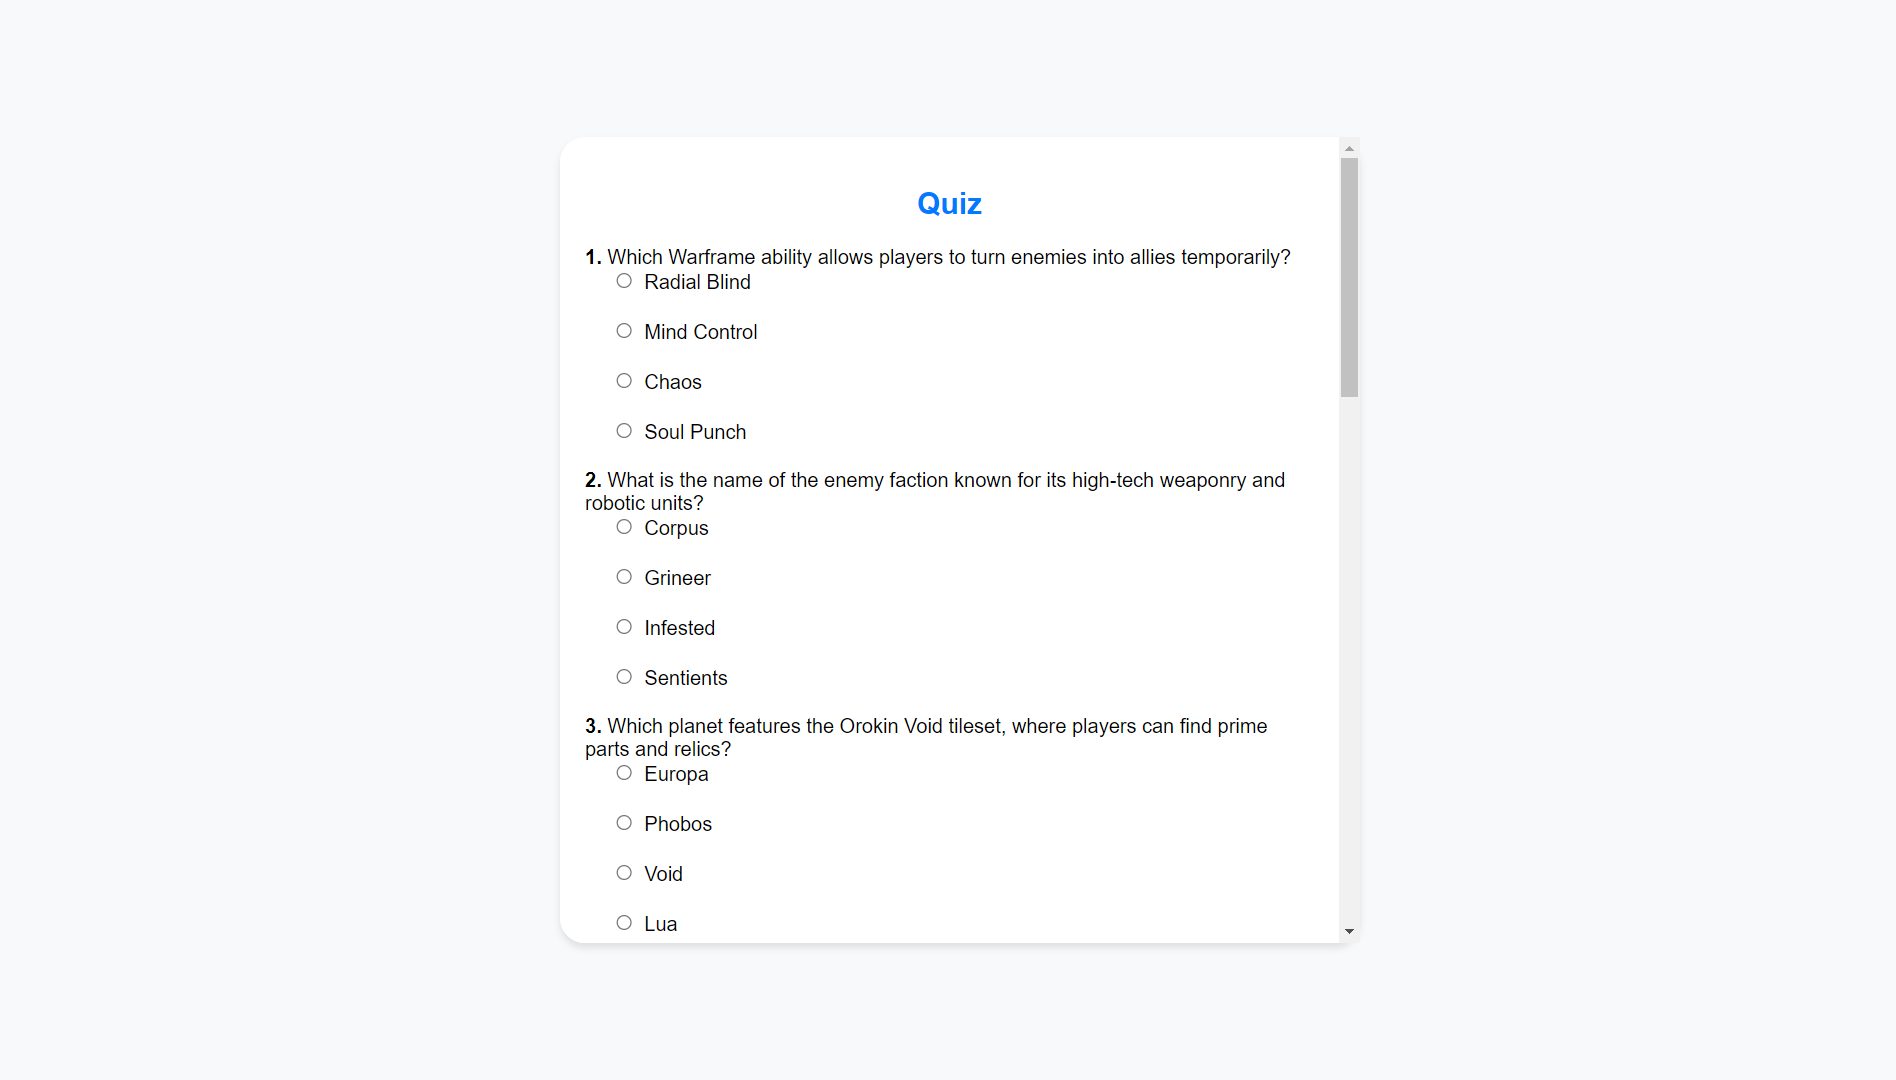 Quiz
1. Which Warframe ability allows players to turn enemies into allies temporarily?
Radial Blind
Mind Control
Chaos
Soul Punch
2. What is the name of the enemy faction known for its high-tech weaponry and
robotic units?
Corpus
Grineer
Infested
Sentients
3. Which planet features the Orokin Void tileset, where players can find prime
parts and relics?
Europa
Phobos
Void
Lua